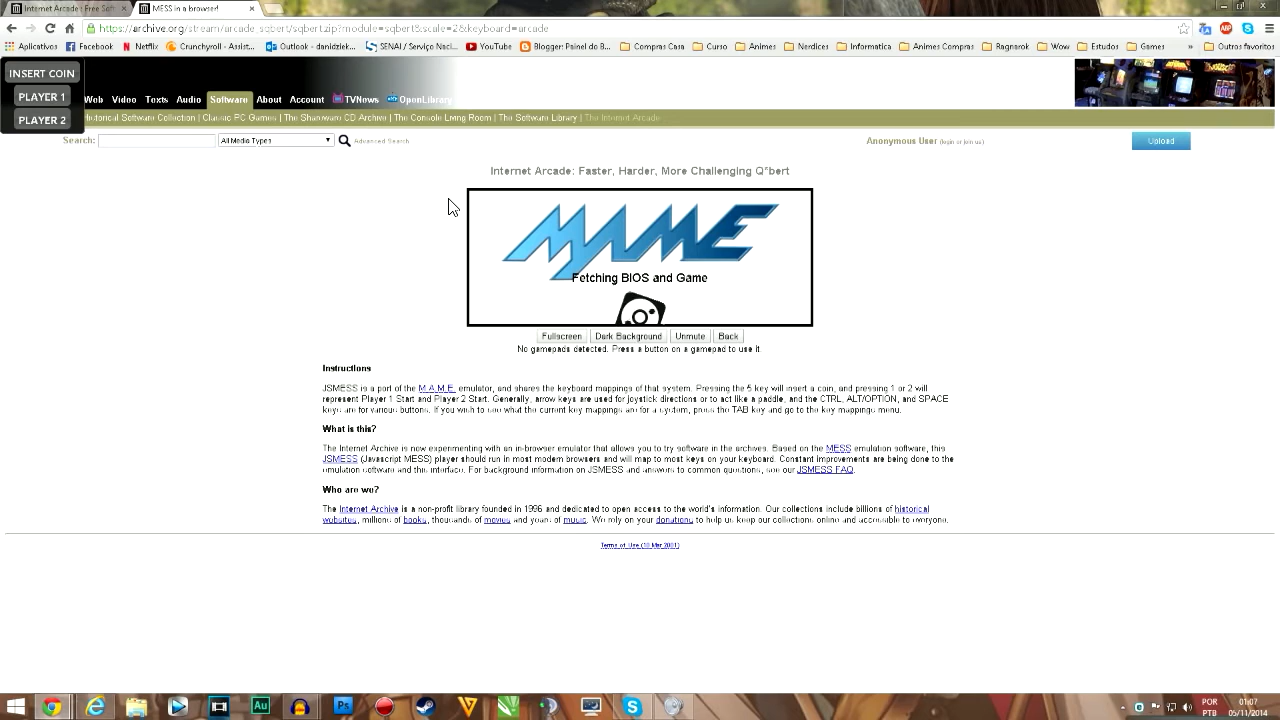 Internet Arcade : Free Soft
MESS in a browser!
https://archive.org/stream/arcade_sqbert/sqbert.zip?module=sqbert&scale=2&keyboard=arcade
Aplicativos Facebook Netflix Crunchyroll - Assist... Outlook - danidziekt... SENAI / Serviço Naci... YouTube Blogger: Painel do B... Compras Casa Curso Animes Nerdices Informatica Animes Compleks Ragnarok Wow Estudos Games » Outros favoritos
INSERT COIN
PLAYER 1
PLAYER 2
Web Video Texts Audio Software About Account TVNews OpenLibrary
Historical Software Collection | Classic PC Games | The Shareware CD Archive | The Console Living Room | The Software Library | The Internet Arcade
Search: All Media Types Advanced Search
Anonymous User (login or join us) Upload
Internet Arcade: Faster, Harder, More Challenging Q*bert
MAME
Fetching BIOS and Game
Fullscreen Dark Background Unmute Back
No gamepads detected. Press a button on a gamepad to use it.
Instructions
JSMESS is a part of the M.A.M.E. emulator, and shares the keyboard mappings of that system. Pressing the 5 key will insert a coin, and pressing 1 or 2 will
represent Player 1 Start and Player 2 Start. Generally, arrow keys are used for joystick directions or to act like a paddle, and the CTRL, ALT/OPTION, and SPACE
keys are for various buttons. If you wish to see what the current key mappings are for a system, press the TAB key and go to the key mappings menu.
What is this?
The Internet Archive is now experimenting with an in-browser emulator that allows you to try software in the archives. Based on the MESS emulation software, this
JSMESS (Javascript MESS) player should run in most modern browsers and will map to most keys on your keyboard. Constant improvements are being done to the
emulation software and this interface. For background information on JSMESS and answers to common questions, see our JSMESS FAQ.
Who are we?
The Internet Archive is a non-profit library founded in 1996 and dedicated to open access to the world's information. Our collections include billions of historical
websites, millions of books, thousands of movies and years of music. We rely on your donations to help us keep our collections online and accessible to everyone.
Terms of Use (10 Mar 2001)
POR
PTB
01:07
05/11/2014